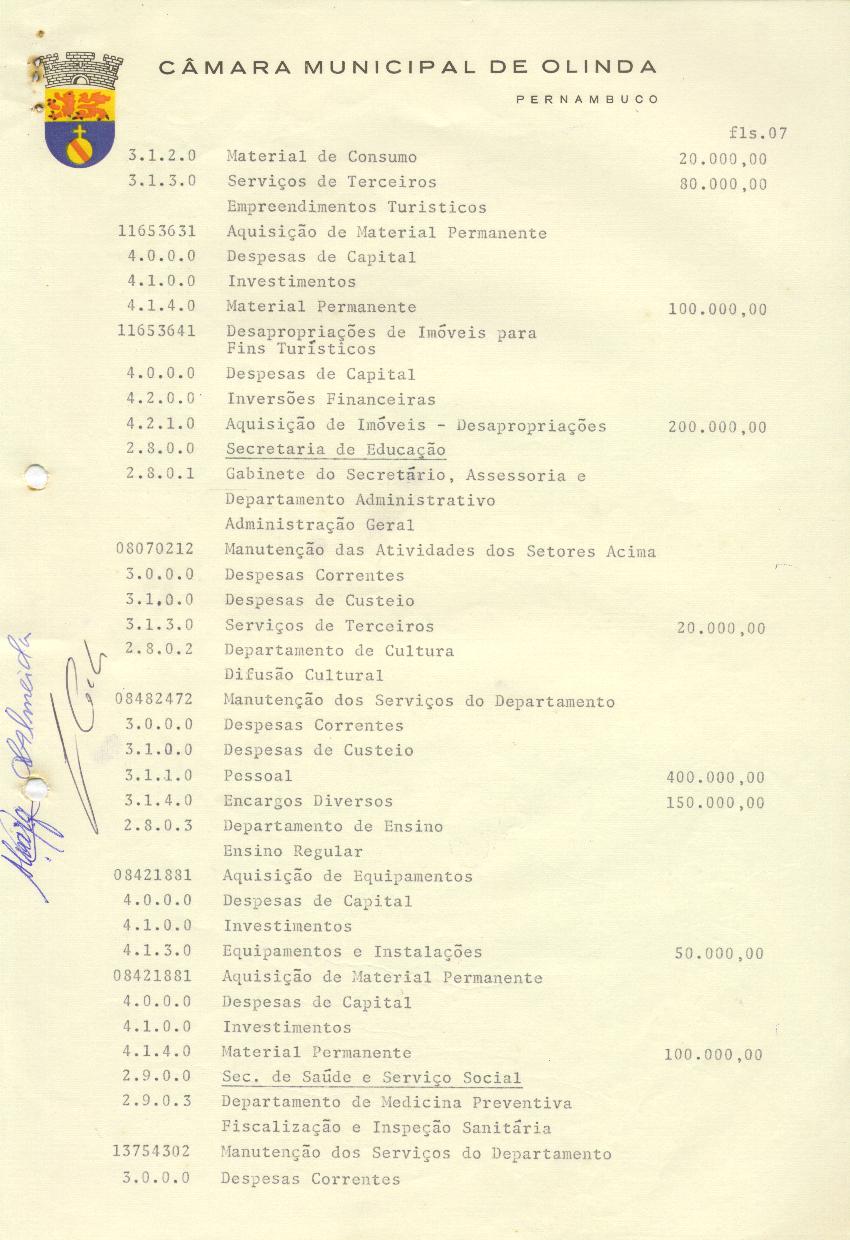 CÂMARA MUNICIPAL DE OLINDA
PERNAMBUCO
fls.07
3.1.2.0 Material de Consumo 20.000,00
3.1.3.0 Serviços de Terceiros 80.000,00
Empreendimentos Turisticos
11653631 Aquisição de Material Permanente
4.0.0.0 Despesas de Capital
4.1.0.0 Investimentos
4.1.4.0 Material Permanente 100.000,00
11653641 Desapropriações de Imóveis para
Fins Turísticos
4.0.0.0 Despesas de Capital
4.2.0.0 Inversões Financeiras
4.2.1.0 Aquisição de Imóveis - Desapropriações 200.000,00
2.8.0.0 Secretaria de Educação
2.8.0.1 Gabinete do Secretário, Assessoria e
Departamento Administrativo
Administração Geral
08070212 Manutenção das Atividades dos Setores Acima
3.0.0.0 Despesas Correntes
3.1.0.0 Despesas de Custeio
3.1.3.0 Serviços de Terceiros 20.000,00
2.8.0.2 Departamento de Cultura
Difusão Cultural
08482472 Manutenção dos Serviços do Departamento
3.0.0.0 Despesas Correntes
3.1.0.0 Despesas de Custeio
3.1.1.0 Pessoal 400.000,00
3.1.4.0 Encargos Diversos 150.000,00
2.8.0.3 Departamento de Ensino
Ensino Regular
08421881 Aquisição de Equipamentos
4.0.0.0 Despesas de Capital
4.1.0.0 Investimentos
4.1.3.0 Equipamentos e Instalações 50.000,00
08421881 Aquisição de Material Permanente
4.0.0.0 Despesas de Capital
4.1.0.0 Investimentos
4.1.4.0 Material Permanente 100.000,00
2.9.0.0 Sec. de Saúde e Serviço Social
2.9.0.3 Departamento de Medicina Preventiva
Fiscalização e Inspeção Sanitária
13754302 Manutenção dos Serviços do Departamento
3.0.0.0 Despesas Correntes